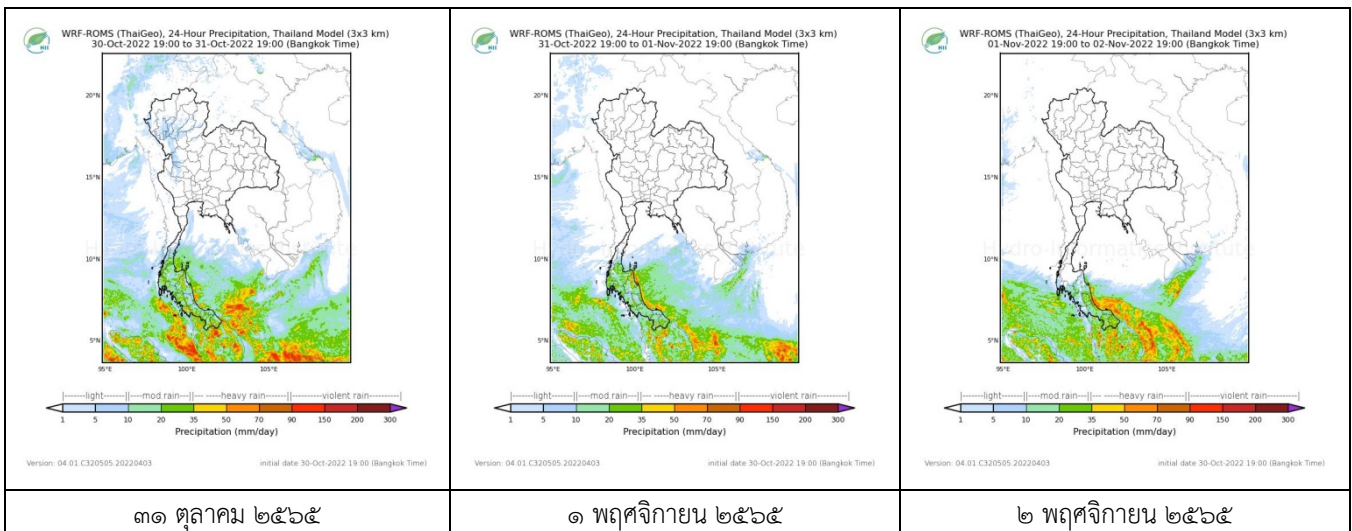 WRF-ROMS (ThaiGeo), 24-Hour Precipitation, Thailand Model (3x3 km)
30-Oct-2022 19:00 to 31-Oct-2022 19:00 (Bangkok Time)
HII
20°N
15°N
10°N
5°N
95°E 100°E 105°E
|-------light-----||---mod rain---||--- ---heavy rain---||------violent rain-------|
1 5 10 20 35 50 70 90 150 200 300
Precipitation (mm/day)
Version: 04.01.C320505.20220403 initial date 30-Oct-2022 19:00 (Bangkok Time)
๓๑ ตุลาคม ๒๕๖๕
WRF-ROMS (ThaiGeo), 24-Hour Precipitation, Thailand Model (3x3 km)
31-Oct-2022 19:00 to 01-Nov-2022 19:00 (Bangkok Time)
HII
20°N
15°N
10°N
5°N
95°E 100°E 105°E
Hydro-Informatics Institute
|-------light-----||---mod rain---||--- ---heavy rain---||------violent rain-------|
1 5 10 20 35 50 70 90 150 200 300
Precipitation (mm/day)
Version: 04.01.C320505.20220403 initial date 30-Oct-2022 19:00 (Bangkok Time)
๑ พฤศจิกายน ๒๕๖๕
WRF-ROMS (ThaiGeo), 24-Hour Precipitation, Thailand Model (3x3 km)
01-Nov-2022 19:00 to 02-Nov-2022 19:00 (Bangkok Time)
HII
20°N
15°N
10°N
5°N
95°E 100°E 105°E
Hydro-Informatics Institute
|-------light-----||---mod rain---||--- ---heavy rain---||------violent rain-------|
1 5 10 20 35 50 70 90 150 200 300
Precipitation (mm/day)
Version: 04.01.C320505.20220403 initial date 30-Oct-2022 19:00 (Bangkok Time)
๒ พฤศจิกายน ๒๕๖๕